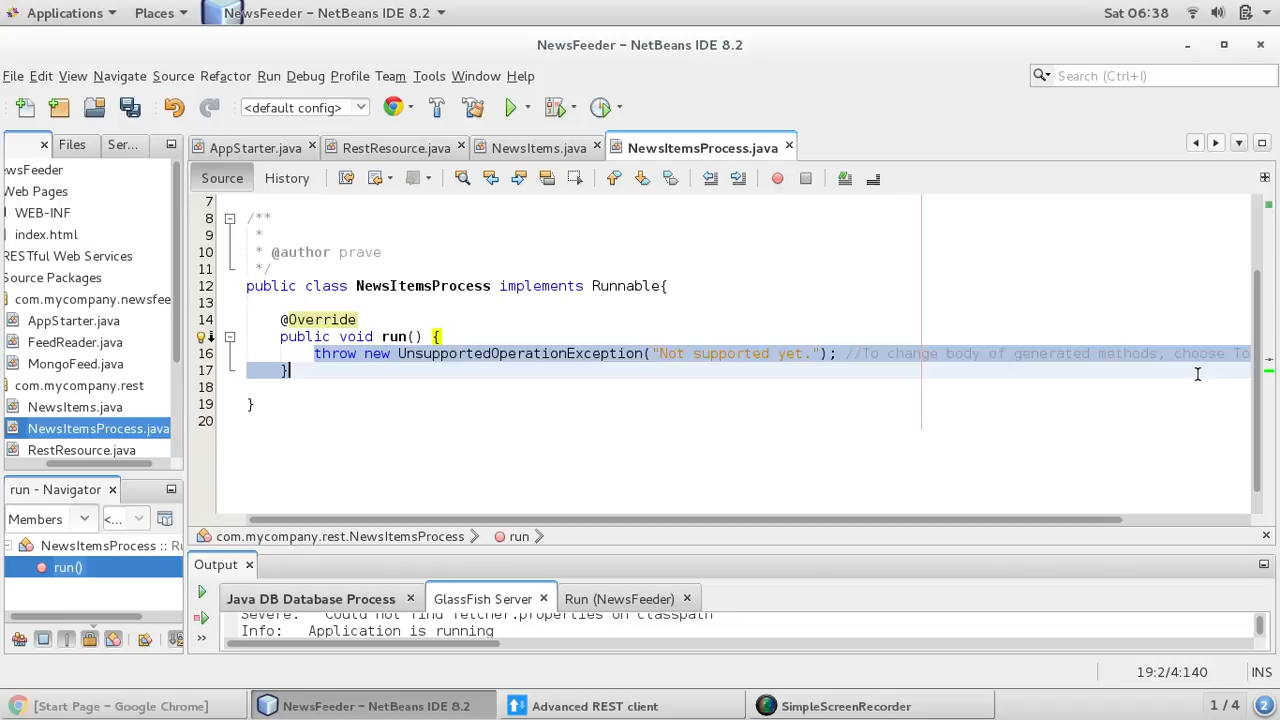 Applications
Places
NewsFeeder – NetBeans IDE 8.2
Sat 06:38
NewsFeeder – NetBeans IDE 8.2
File Edit View Navigate Source Refactor Run Debug Profile Team Tools Window Help
Search (Ctrl+I)
<default config>
Files
Ser...
AppStarter.java
RestResource.java
NewsItems.java
NewsItemsProcess.java
Source
History
ewsFeeder
Web Pages
WEB-INF
index.html
RESTful Web Services
Source Packages
com.mycompany.newsfee
AppStarter.java
FeedReader.java
MongoFeed.java
com.mycompany.rest
NewsItems.java
NewsItemsProcess.java
RestResource.java
7
8 /**
9 *
10 * @author prave
11 */
12 public class NewsItemsProcess implements Runnable{
13
14 @Override
15 public void run() {
16 throw new UnsupportedOperationException("Not supported yet."); //To change body of generated methods, choose To
17 }
18
19 }
20
run - Navigator
Members
<...
NewsItemsProcess :: Ru
run()
com.mycompany.rest.NewsItemsProcess
run
Output
Java DB Database Process
GlassFish Server
Run (NewsFeeder)
Severe: Could not find fetcher.properties on classpath
Info: Application is running
19:2/4:140
INS
[Start Page – Google Chrome]
NewsFeeder – NetBeans IDE 8.2
Advanced REST client
SimpleScreenRecorder
1 / 4
2